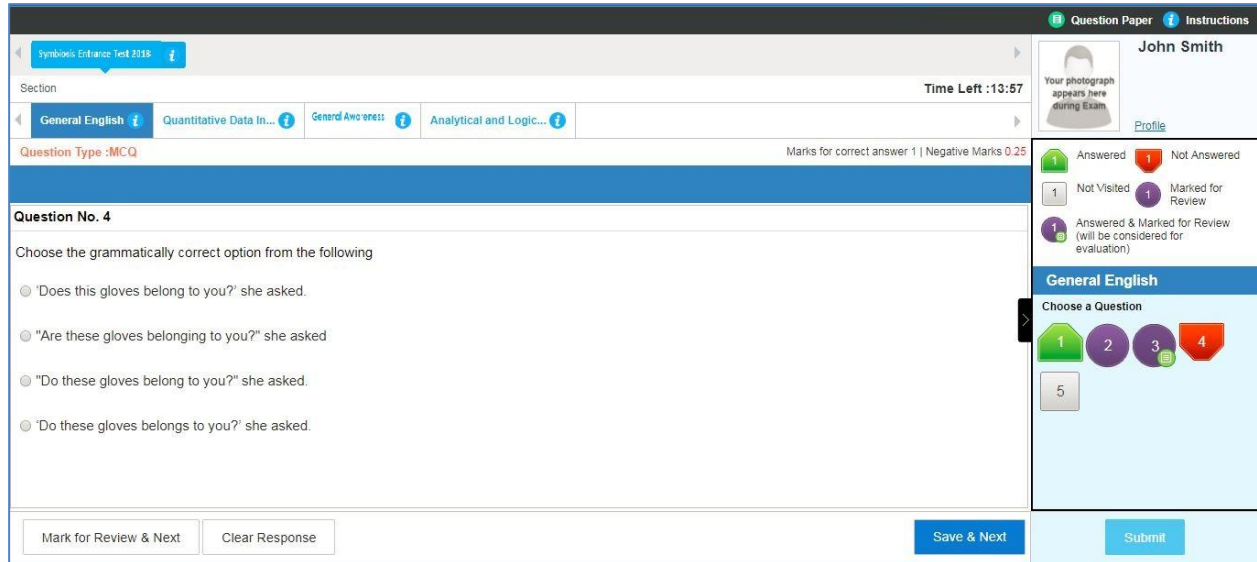 Question Paper
Instructions
Symbiosis Entrance Test 2018
John Smith
Your photograph
appears here
during Exam
Profile
Section
Time Left :13:57
General English
Quantitative Data In...
General Awareness
Analytical and Logic...
Question Type :MCQ
Marks for correct answer 1 | Negative Marks 0.25
1 Answered
1 Not Answered
1 Not Visited
1 Marked for
Review
1 Answered & Marked for Review
(will be considered for
evaluation)
Question No. 4
Choose the grammatically correct option from the following
'Does this gloves belong to you?' she asked.
"Are these gloves belonging to you?" she asked
"Do these gloves belong to you?" she asked.
'Do these gloves belongs to you?' she asked.
General English
Choose a Question
1 2 3 4
5
Mark for Review & Next
Clear Response
Save & Next
Submit